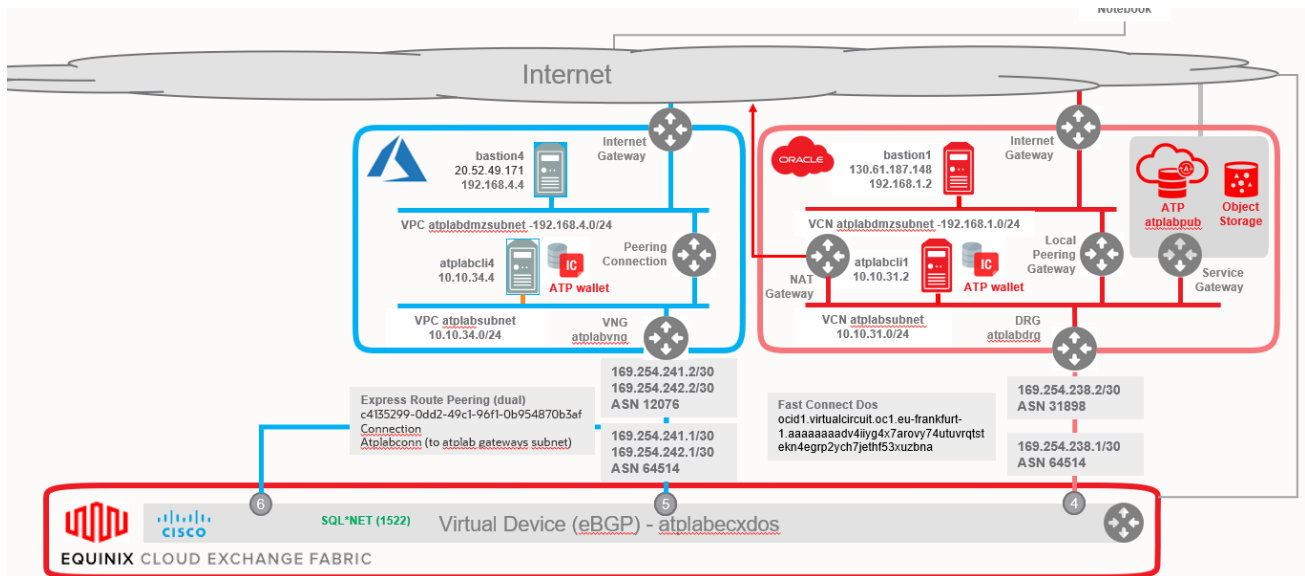 Notebook
Internet
Internet
Gateway
bastion4
20.52.49.171
192.168.4.4
VPC atplabdmzsubnet -192.168.4.0/24
atplabcli4
10.10.34.4
IC
ATP wallet
Peering
Connection
VPC atplabsubnet
10.10.34.0/24
VNG
atplabvng
ORACLE
bastion1
130.61.187.148
192.168.1.2
Internet
Gateway
VCN atplabdmzsubnet -192.168.1.0/24
NAT
Gateway
atplabcli1
10.10.31.2
IC
ATP wallet
Local
Peering
Gateway
VCN atplabsubnet
10.10.31.0/24
DRG
atplabdrg
ATP
atplabpub
Object
Storage
Service
Gateway
Express Route Peering (dual)
c4135299-0dd2-49c1-96f1-0b954870b3af
Connection
Atplabconn (to atplab gateways subnet)
169.254.241.2/30
169.254.242.2/30
ASN 12076
169.254.241.1/30
169.254.242.1/30
ASN 64514
Fast Connect Dos
ocid1.virtualcircuit.oc1.eu-frankfurt-
1.aaaaaaaadv4iiyg4x7arovy74utuvrqtst
ekn4egrp2ych7jethf53xuzbna
169.254.238.2/30
ASN 31898
169.254.238.1/30
ASN 64514
6
5
4
CISCO
SQL*NET (1522)
Virtual Device (eBGP) - atplabecxdos
EQUINIX CLOUD EXCHANGE FABRIC